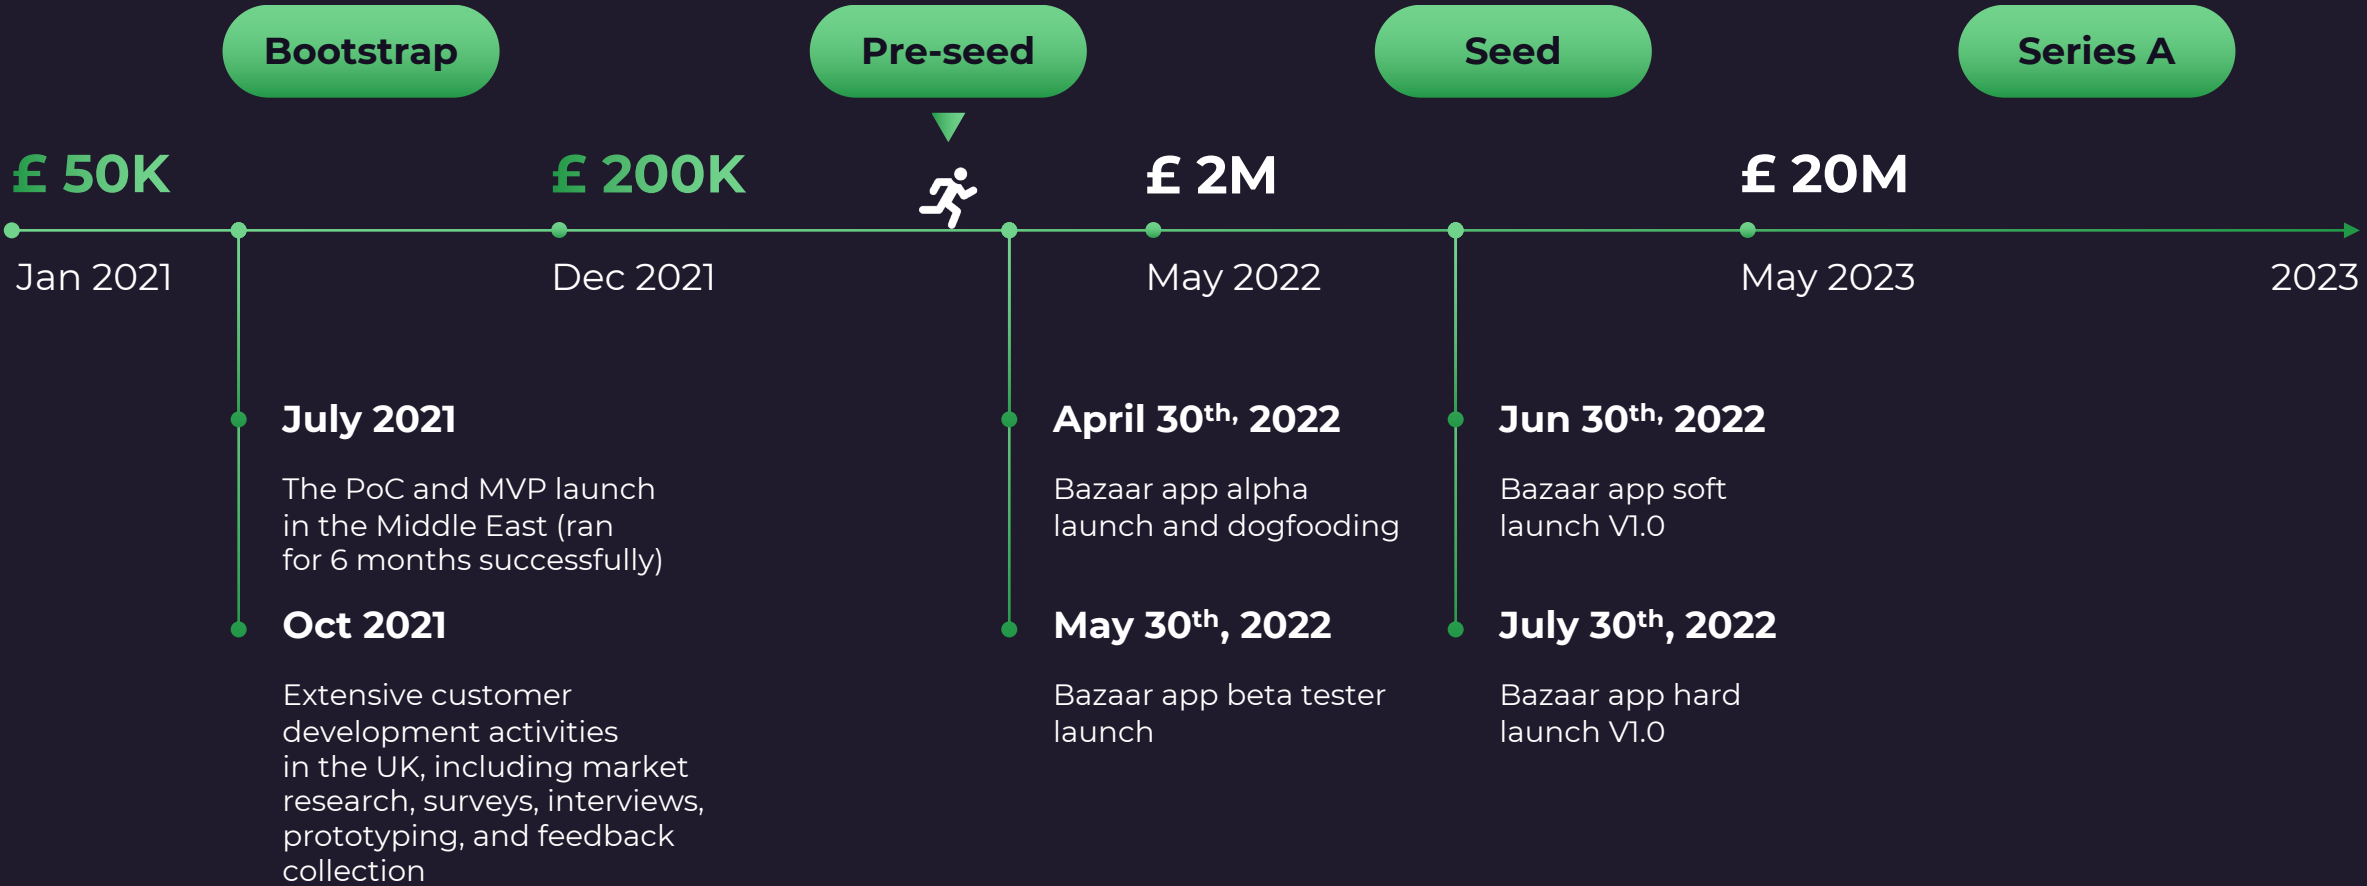 Bootstrap
Pre-seed
Seed
Series A
£ 50K
£ 200K
£ 2M
£ 20M
Jan 2021
Dec 2021
May 2022
May 2023
2023
July 2021
The PoC and MVP launch
in the Middle East (ran
for 6 months successfully)
Oct 2021
Extensive customer
development activities
in the UK, including market
research, surveys, interviews,
prototyping, and feedback
collection
April 30th, 2022
Bazaar app alpha
launch and dogfooding
May 30th, 2022
Bazaar app beta tester
launch
Jun 30th, 2022
Bazaar app soft
launch V1.0
July 30th, 2022
Bazaar app hard
launch V1.0